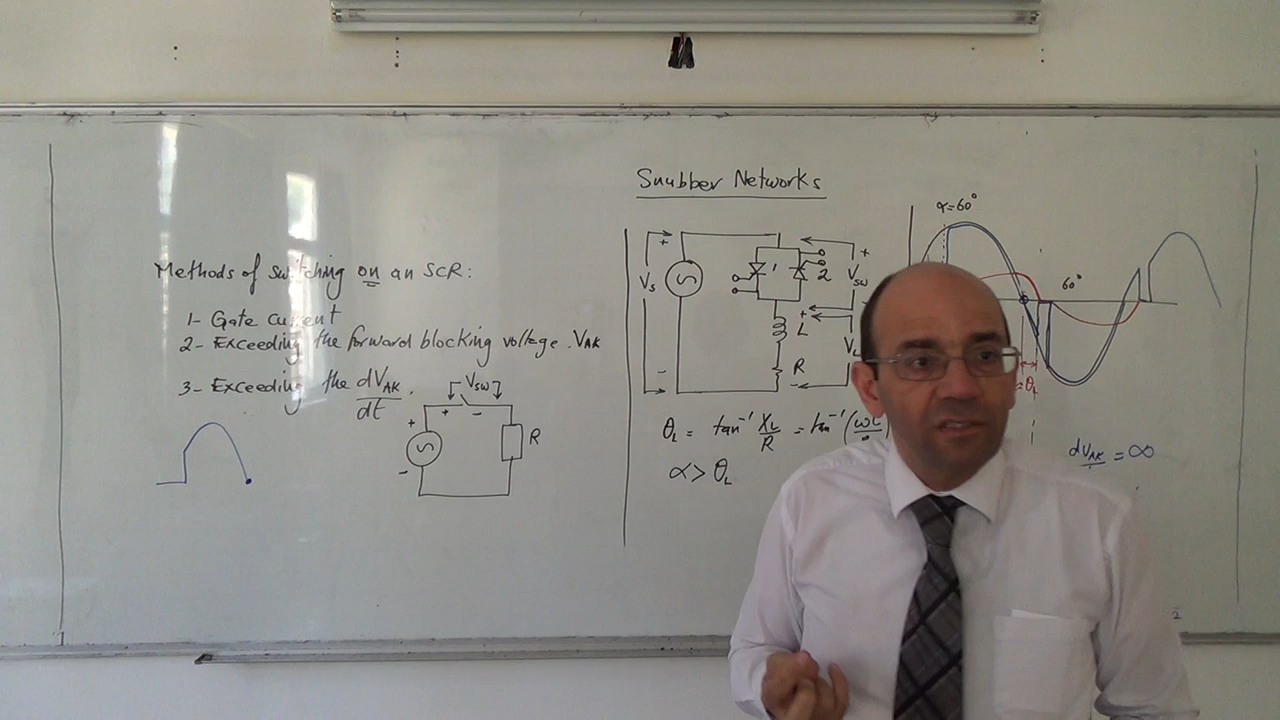 Methods of switching on an SCR:
1- Gate current
2- Exceeding the forward blocking voltage. VAK
3- Exceeding the dVAK/dt.
+ VSW -
+
-
R
Snubber Networks
VS
+
-
1
2
+
VSW
+
L
R
-
θL = tan⁻¹ XL/R = tan⁻¹ (ωL
α > θL
α=60°
60°
=θL
dVAK = ∞